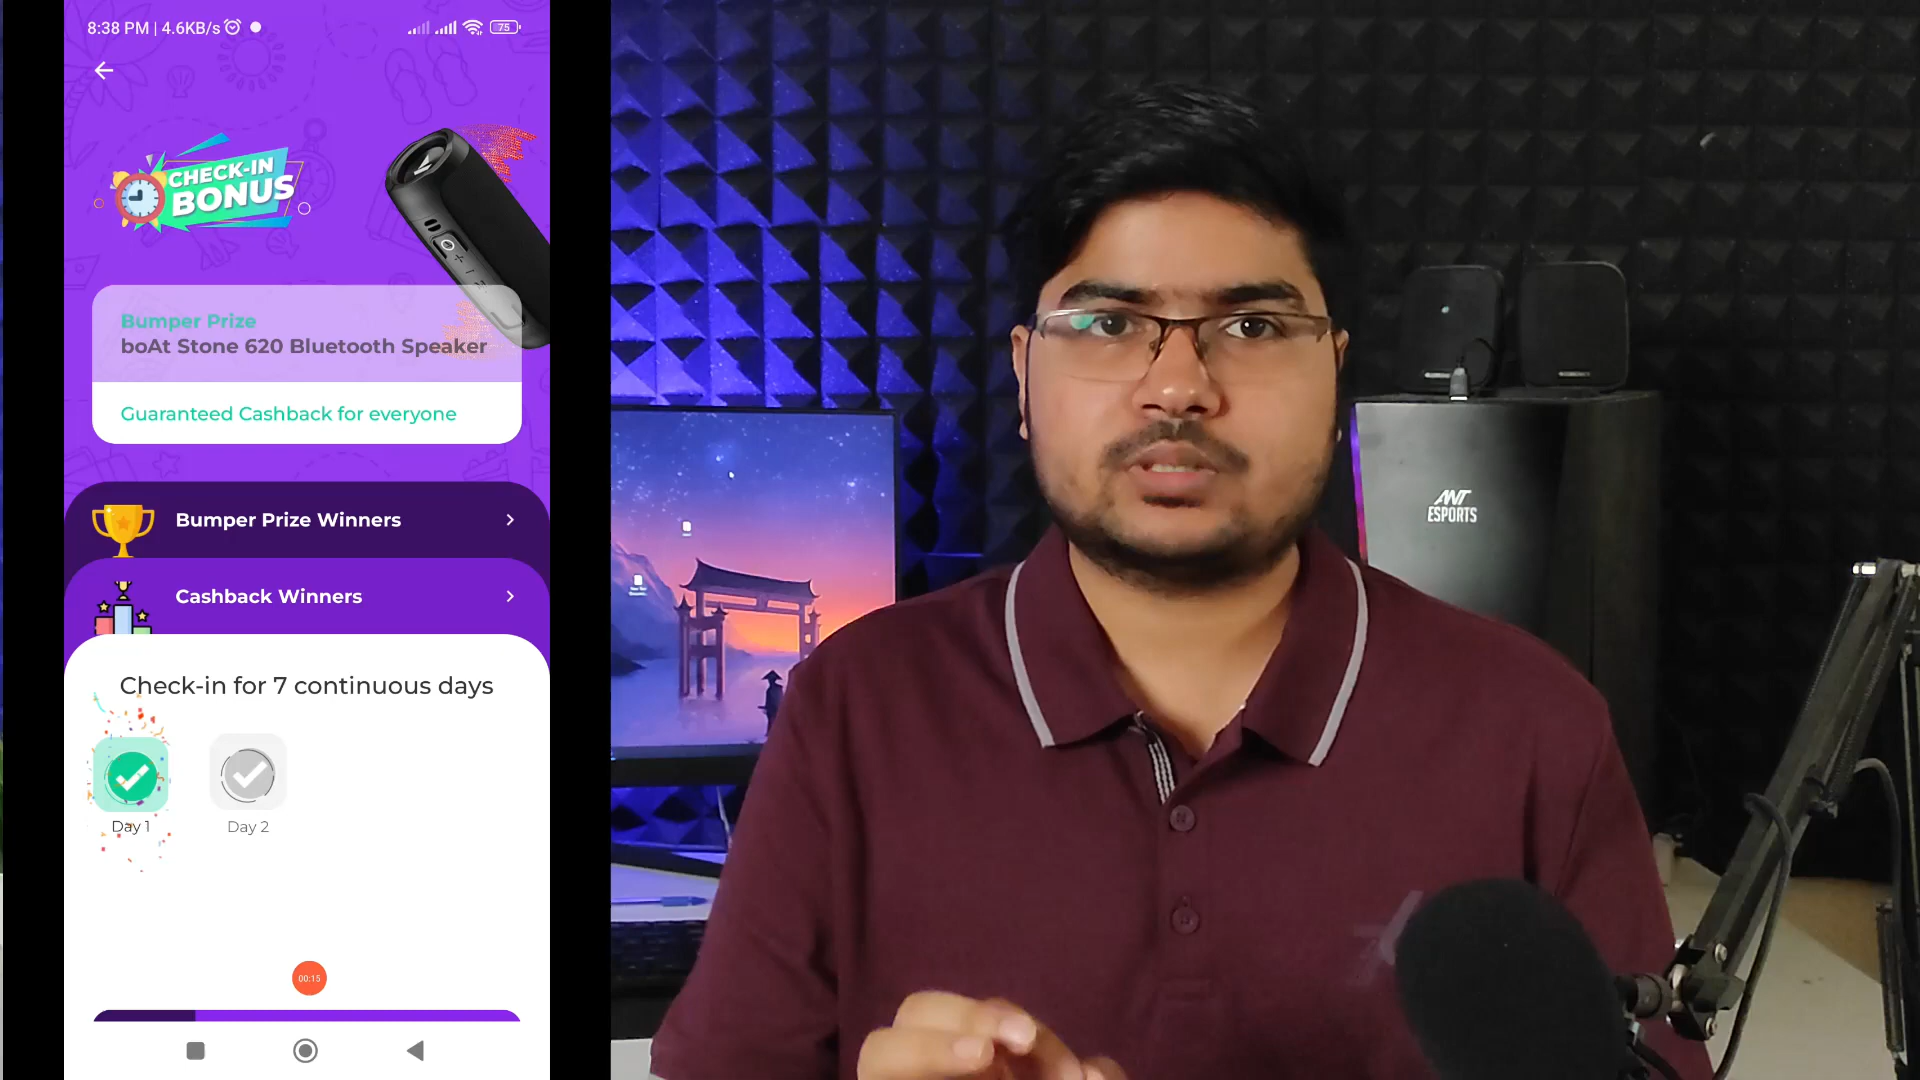 8:38 PM | 4.6KB/s
75
CHECK-IN
BONUS
Bumper Prize
boAt Stone 620 Bluetooth Speaker
Guaranteed Cashback for everyone
Bumper Prize Winners
Cashback Winners
Check-in for 7 continuous days
Day 1
Day 2
00:15
ANT
ESPORTS